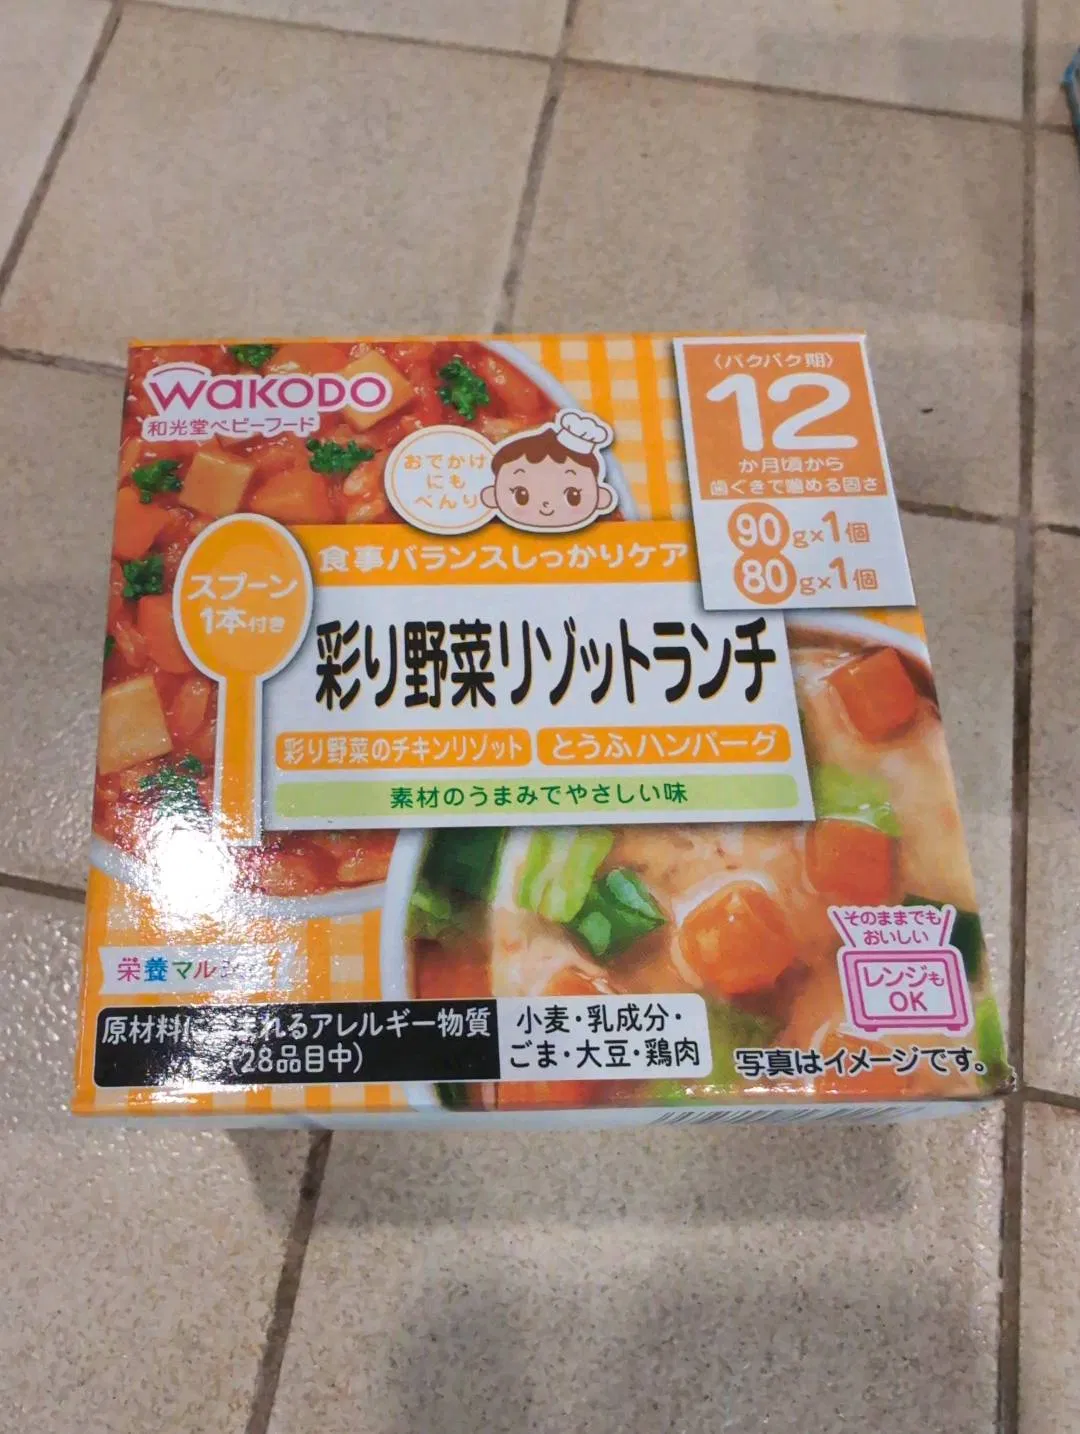 wakodo
和光堂ベビーフード
〈パクパク期〉
12
か月頃から
歯ぐきで噛める固さ
90g×1個
80g×1個
おでかけ
にも
べんり
スプーン
1本付き
食事バランスしっかりケア
彩り野菜リゾットランチ
彩り野菜のチキンリゾット
とうふハンバーグ
素材のうまみでやさしい味
そのままでも
おいしい
レンジも
OK
栄養マル
原材料に れるアレルギー物質
(28品目中)
小麦・乳成分・
ごま・大豆・鶏肉
写真はイメージです。